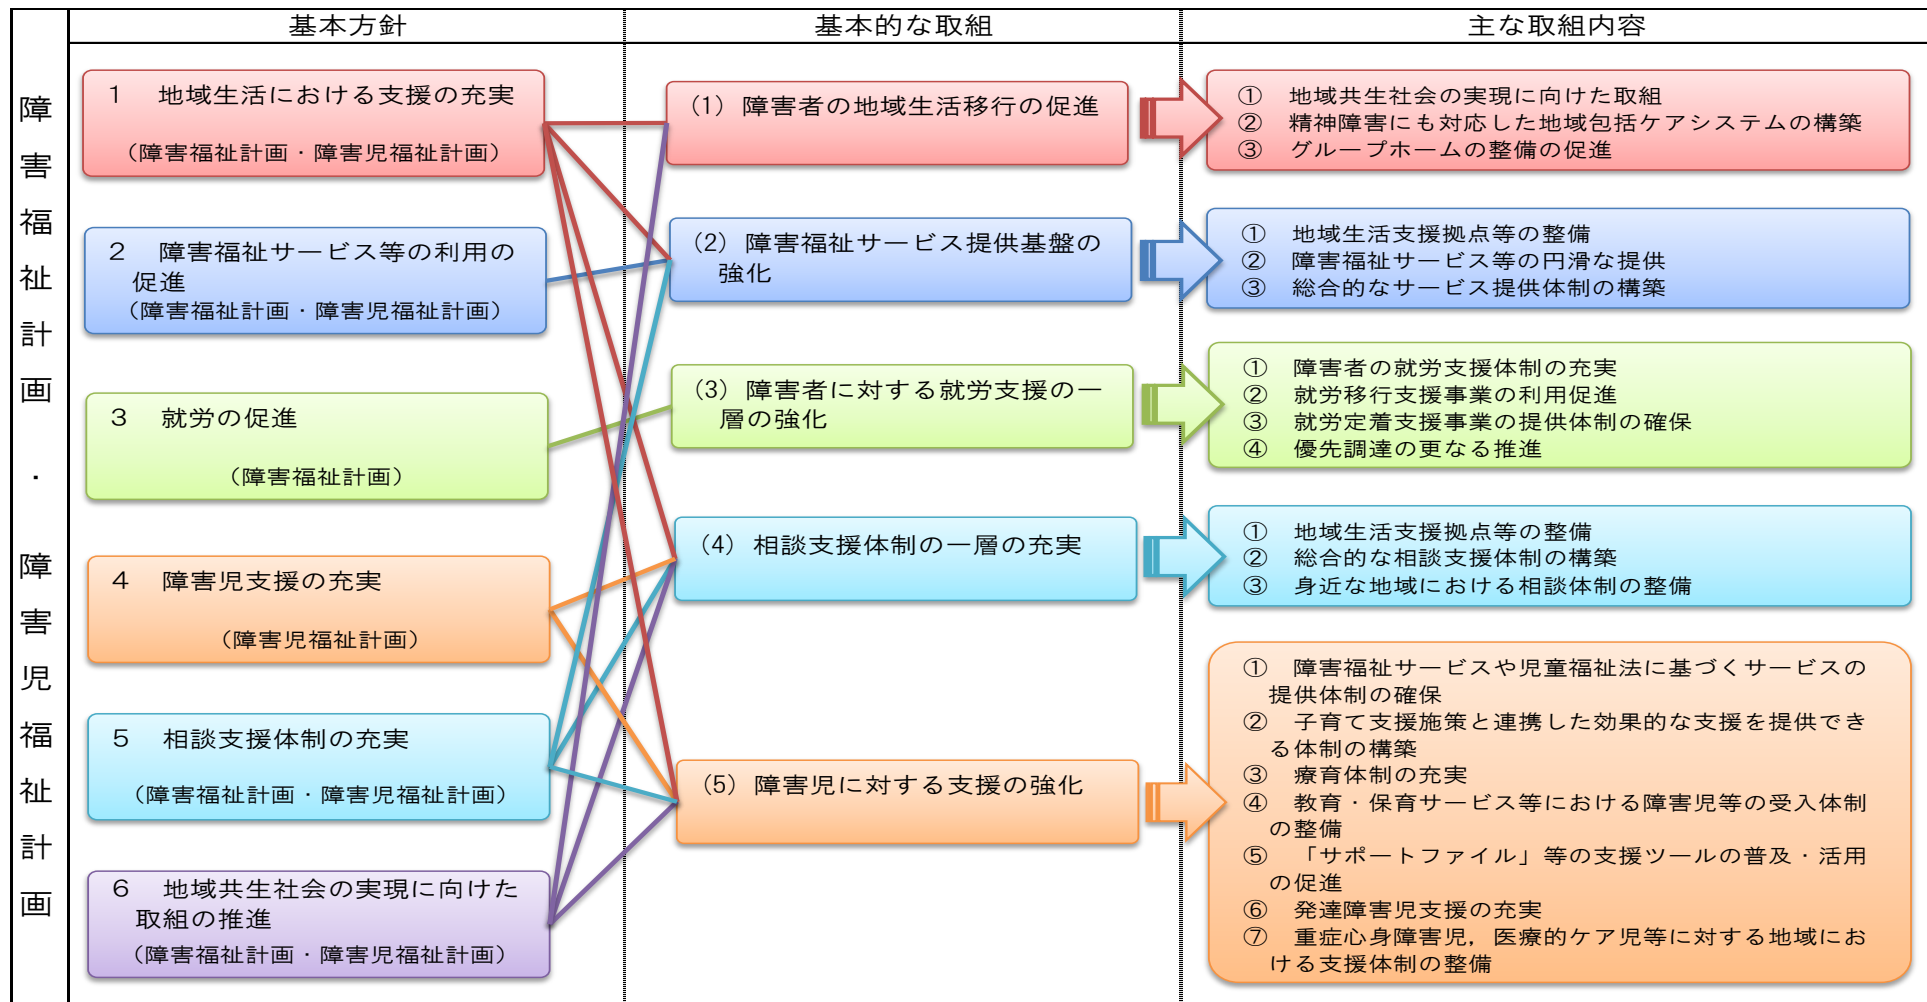 基本方針
基本的な取組
主な取組内容
障害福祉計画・障害児福祉計画
１　地域生活における支援の充実
（障害福祉計画・障害児福祉計画）
２　障害福祉サービス等の利用の
促進
（障害福祉計画・障害児福祉計画）
３　就労の促進
（障害福祉計画）
４　障害児支援の充実
（障害児福祉計画）
５　相談支援体制の充実
（障害福祉計画・障害児福祉計画）
６　地域共生社会の実現に向けた
取組の推進
（障害福祉計画・障害児福祉計画）
(1) 障害者の地域生活移行の促進
(2) 障害福祉サービス提供基盤の
強化
(3) 障害者に対する就労支援の一
層の強化
(4) 相談支援体制の一層の充実
(5) 障害児に対する支援の強化
①　地域共生社会の実現に向けた取組
②　精神障害にも対応した地域包括ケアシステムの構築
③　グループホームの整備の促進
①　地域生活支援拠点等の整備
②　障害福祉サービス等の円滑な提供
③　総合的なサービス提供体制の構築
①　障害者の就労支援体制の充実
②　就労移行支援事業の利用促進
③　就労定着支援事業の提供体制の確保
④　優先調達の更なる推進
①　地域生活支援拠点等の整備
②　総合的な相談支援体制の構築
③　身近な地域における相談体制の整備
①　障害福祉サービスや児童福祉法に基づくサービスの
提供体制の確保
②　子育て支援施策と連携した効果的な支援を提供でき
る体制の構築
③　療育体制の充実
④　教育・保育サービス等における障害児等の受入体制
の整備
⑤　「サポートファイル」等の支援ツールの普及・活用
の促進
⑥　発達障害児支援の充実
⑦　重症心身障害児，医療的ケア児等に対する地域にお
ける支援体制の整備